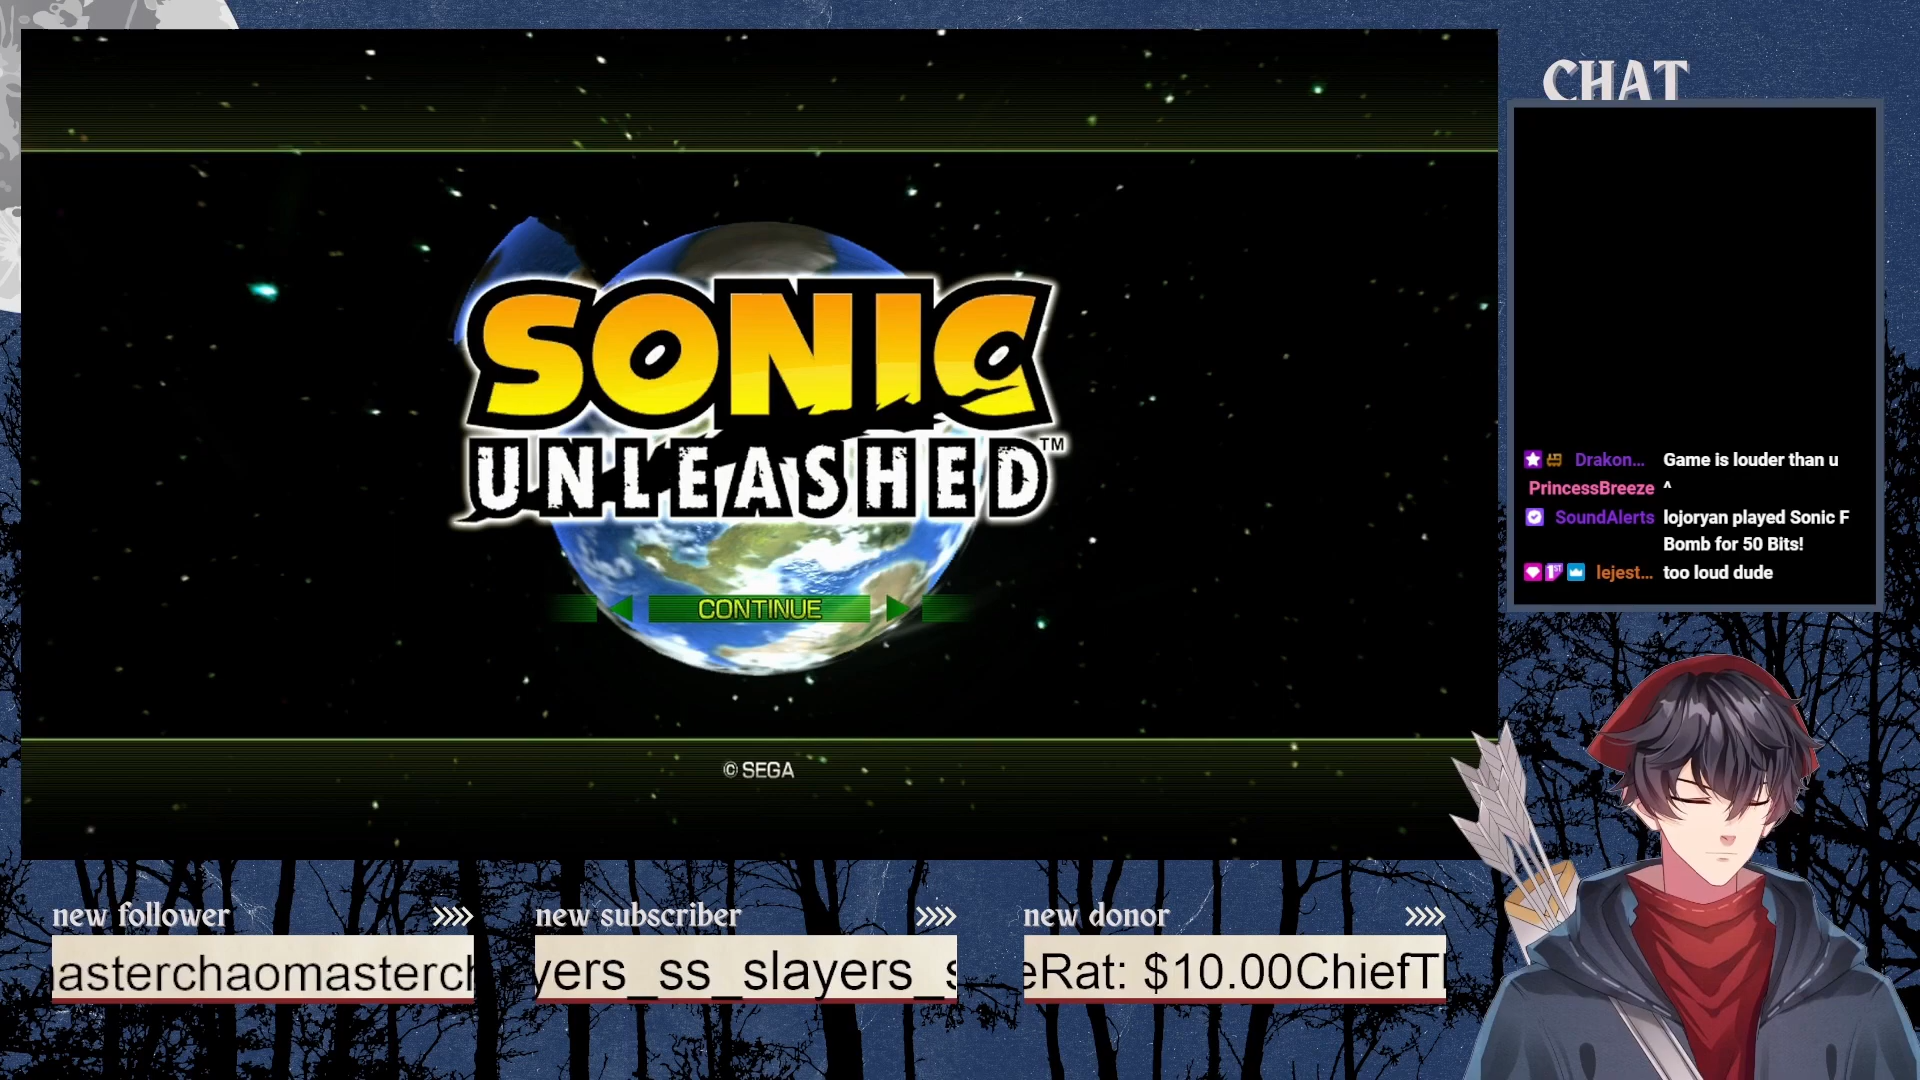 CHAT
SONIC
UNLEASHED™
CONTINUE
© SEGA
Drakon... Game is louder than u
PrincessBreeze ^
SoundAlerts lojoryan played Sonic F
Bomb for 50 Bits!
1ST lejest... too loud dude
new follower >>>>
new subscriber >>>>
new donor >>>>
asterchaomasterch
yers_ss_slayers_s
eRat: $10.00ChiefT